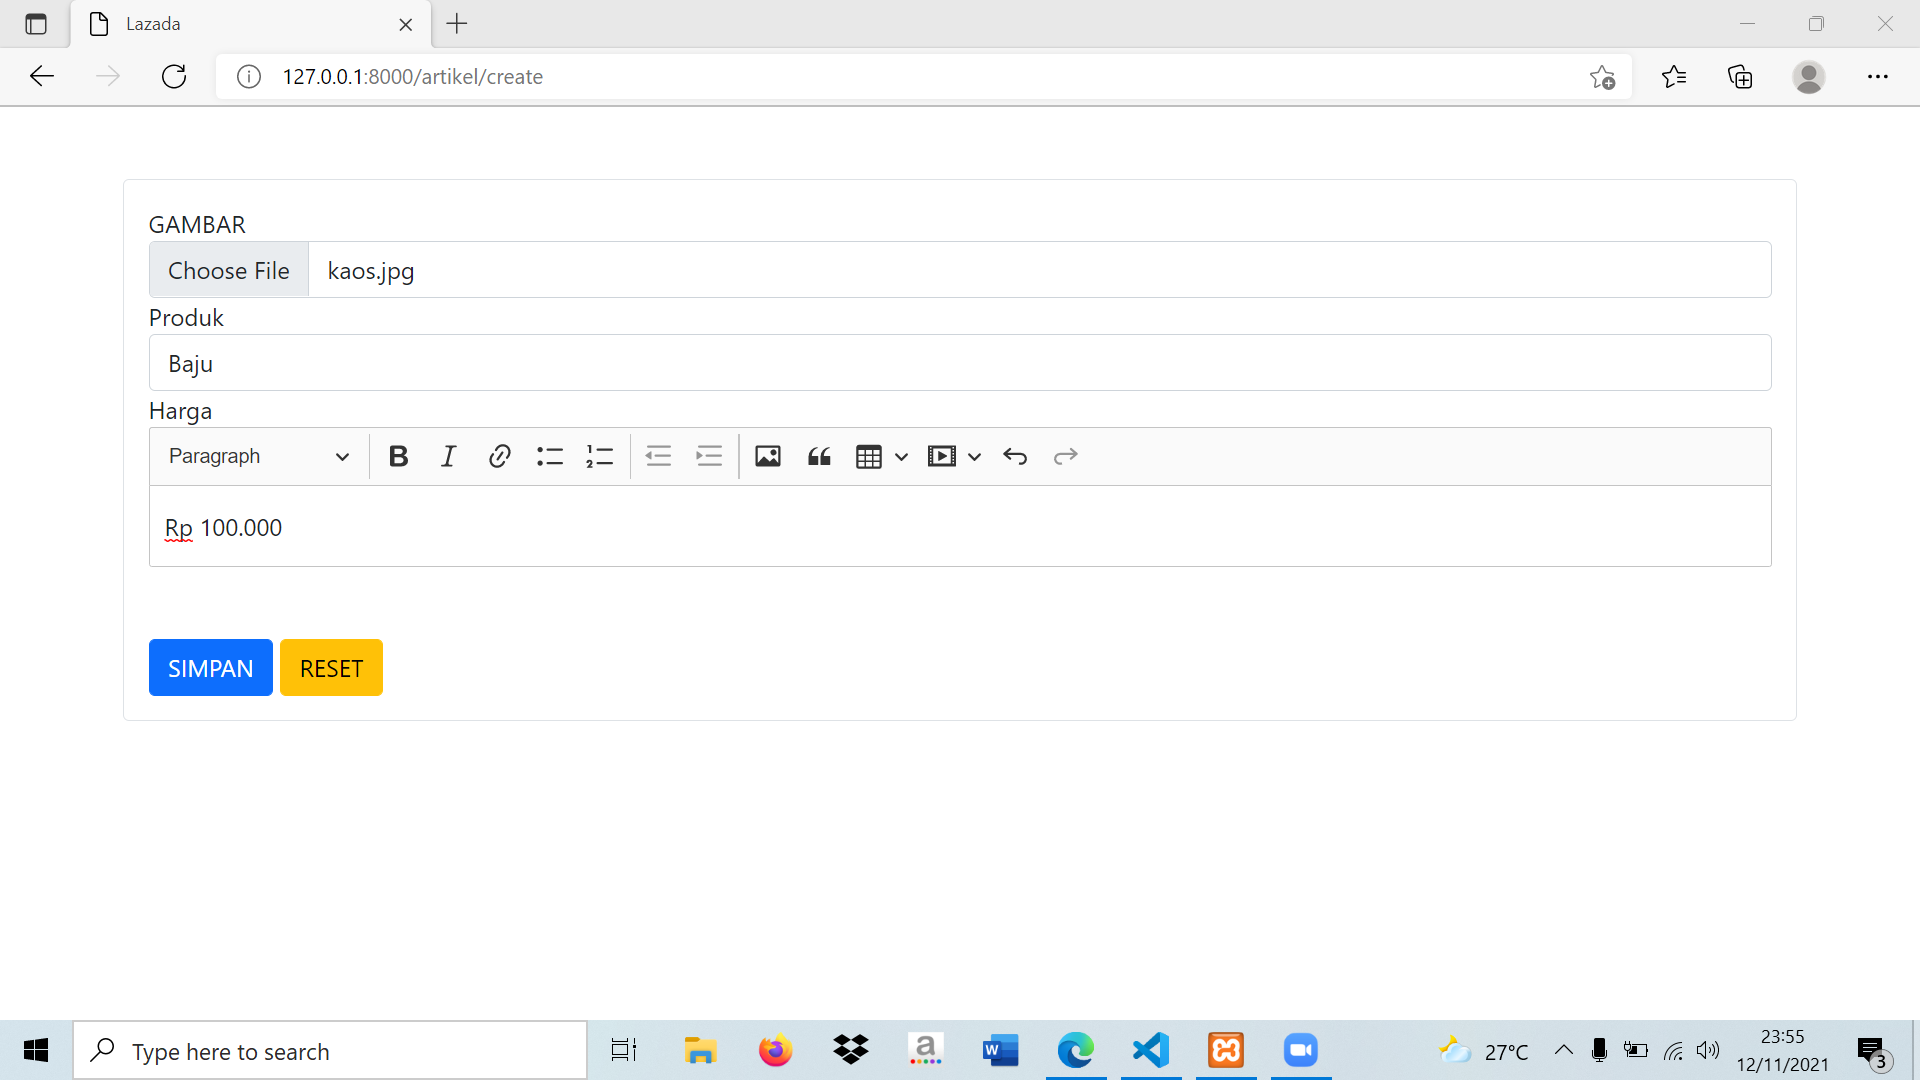 Lazada
127.0.0.1:8000/artikel/create
GAMBAR
Choose File kaos.jpg
Produk
Baju
Harga
Paragraph
Rp 100.000
SIMPAN RESET
Type here to search
27°C
23:55
12/11/2021
3